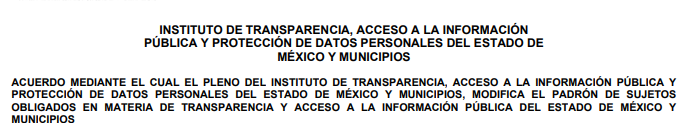 INSTITUTO DE TRANSPARENCIA, ACCESO A LA INFORMACIÓN
PÚBLICA Y PROTECCIÓN DE DATOS PERSONALES DEL ESTADO DE
MÉXICO Y MUNICIPIOS
ACUERDO MEDIANTE EL CUAL EL PLENO DEL INSTITUTO DE TRANSPARENCIA, ACCESO A LA INFORMACIÓN PÚBLICA Y
PROTECCIÓN DE DATOS PERSONALES DEL ESTADO DE MÉXICO Y MUNICIPIOS, MODIFICA EL PADRÓN DE SUJETOS
OBLIGADOS EN MATERIA DE TRANSPARENCIA Y ACCESO A LA INFORMACIÓN PÚBLICA DEL ESTADO DE MÉXICO Y
MUNICIPIOS